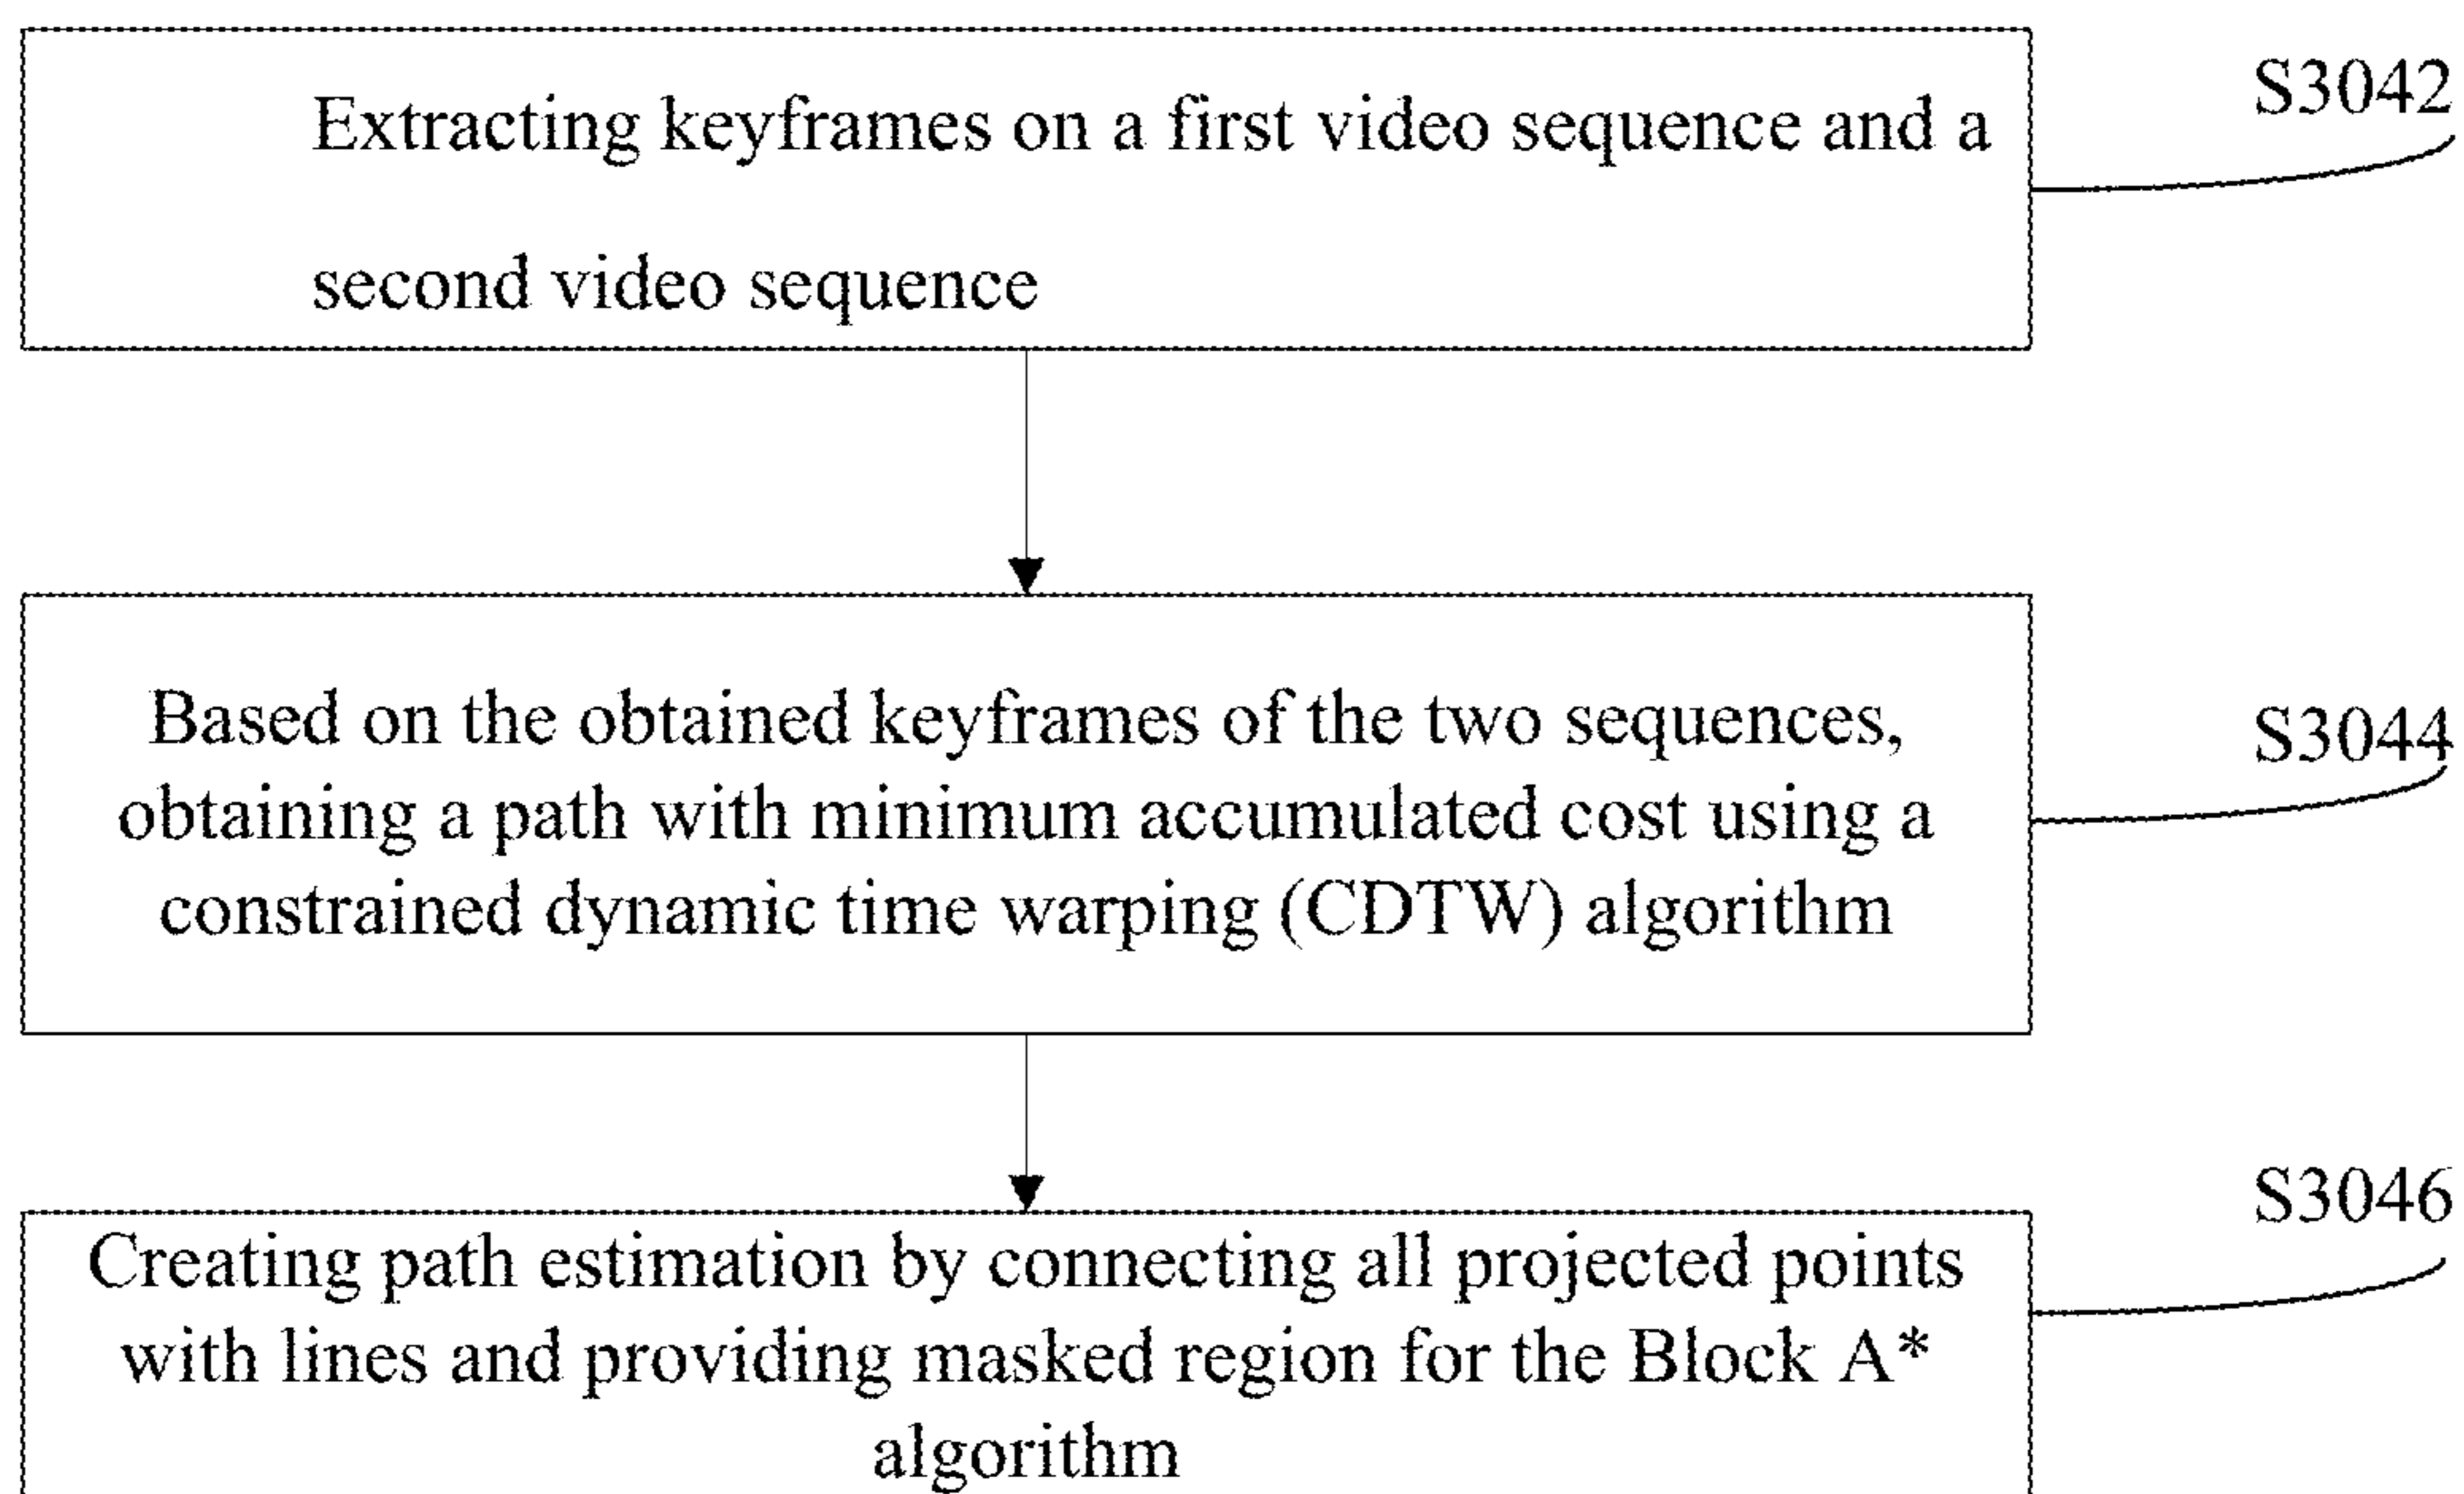 Extracting keyframes on a first video sequence and a
second video sequence
S3042
Based on the obtained keyframes of the two sequences,
obtaining a path with minimum accumulated cost using a
constrained dynamic time warping (CDTW) algorithm
S3044
Creating path estimation by connecting all projected points
with lines and providing masked region for the Block A*
algorithm
S3046